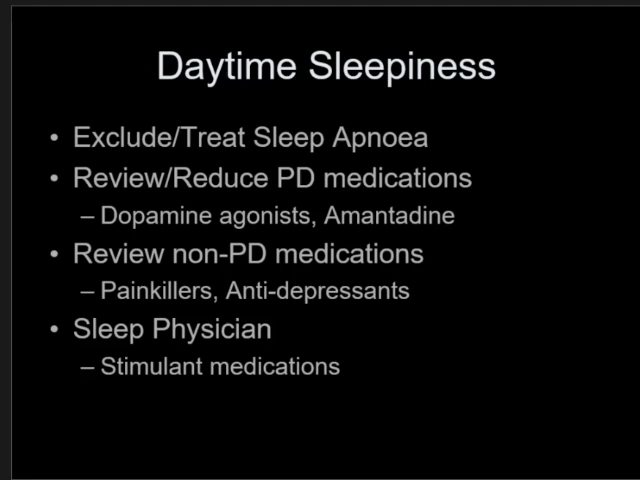 Daytime Sleepiness
• Exclude/Treat Sleep Apnoea
• Review/Reduce PD medications
– Dopamine agonists, Amantadine
• Review non-PD medications
– Painkillers, Anti-depressants
• Sleep Physician
– Stimulant medications